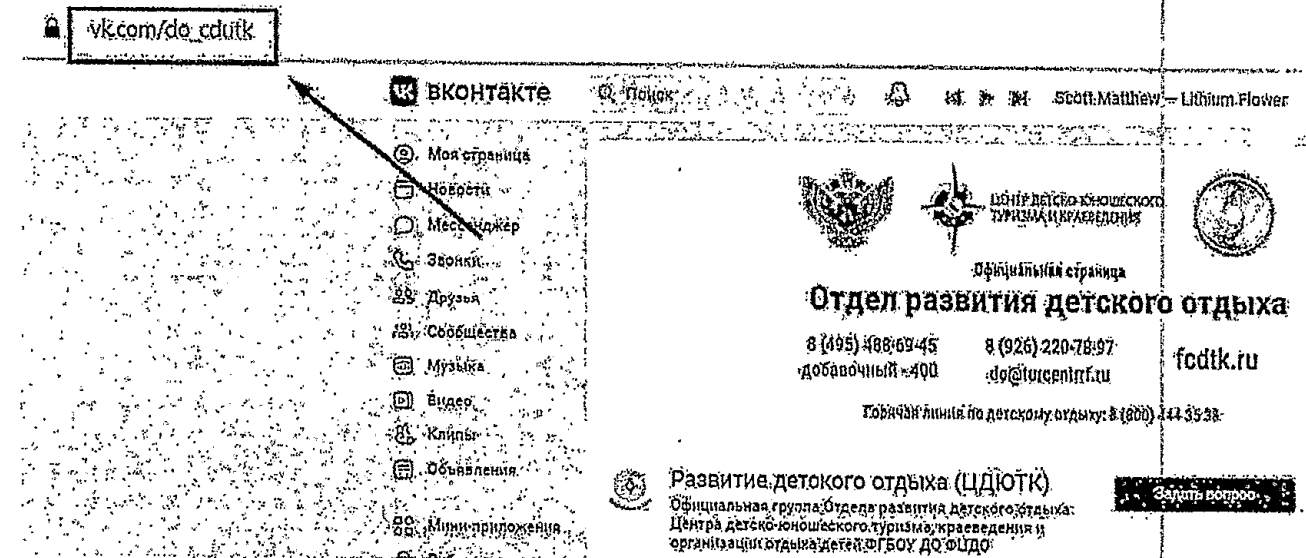 vk.com/do_cdutk
вконтакте
Поиск
Scott Matthew – Lithium Flower
Моя страница
Новости
Мессенджер
Звонки
Друзья
Сообщества
Музыка
Видео
Клипы
Объявления
Мини-приложения
ЦЕНТР ДЕТСКО-ЮНОШЕСКОГО
ТУРИЗМА И КРАЕВЕДЕНИЯ
Официальная страница
Отдел развития детского отдыха
8 (495) 488-69-45
добавочный - 400
8 (926) 220-78-97
fcdtk.ru
Горячая линия по детскому отдыху: 8 (800)
Развитие детокого отдыха (ЦДЮТК)
Официальная группа Отдела развития детского отдыха
Центра детско-юношеского туризма, краеведения и
организации отдыха детей ФГБОУ ДО ФЦДО
Задать вопрос